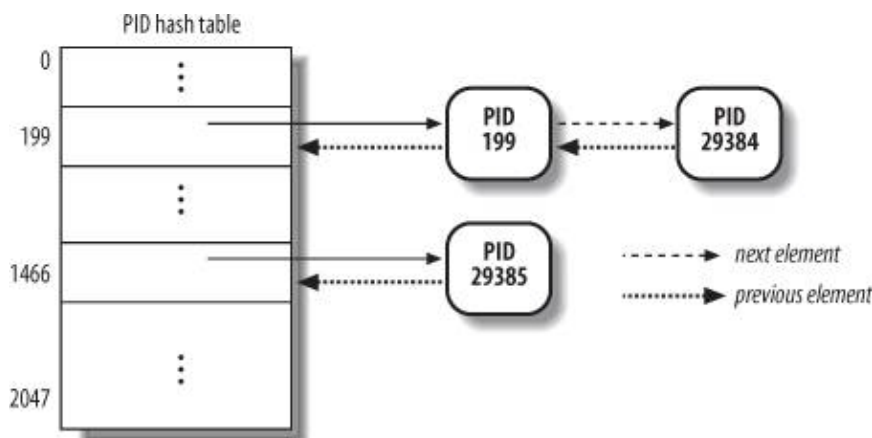 PID hash table
0
199
1466
2047
PID
199
PID
29384
PID
29385
next element
previous element